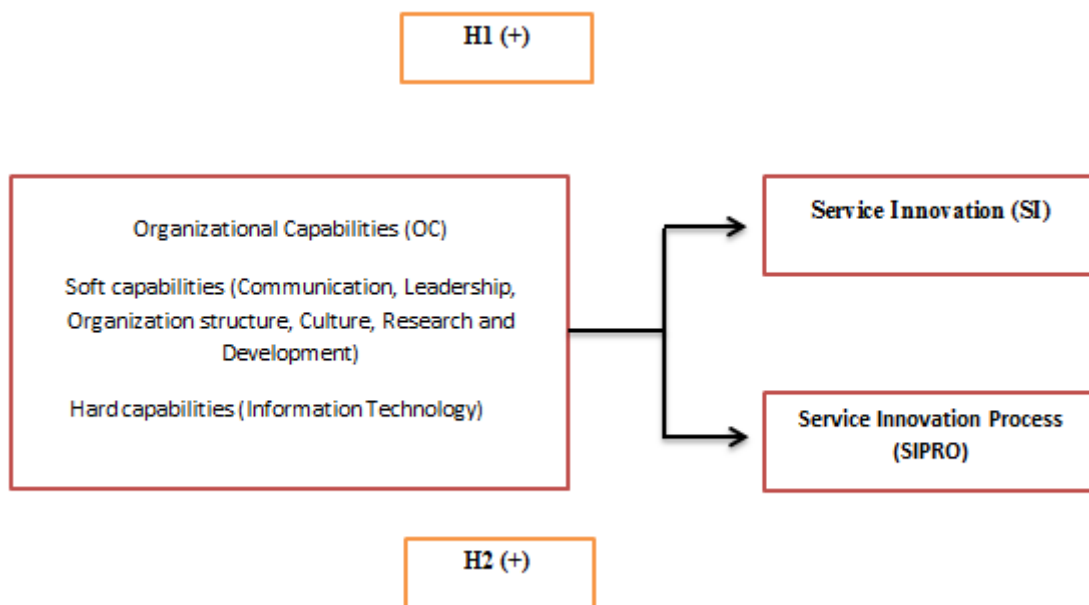 H1 (+)
Organizational Capabilities (OC)
Soft capabilities (Communication, Leadership,
Organization structure, Culture, Research and
Development)
Hard capabilities (Information Technology)
Service Innovation (SI)
Service Innovation Process
(SIPRO)
H2 (+)